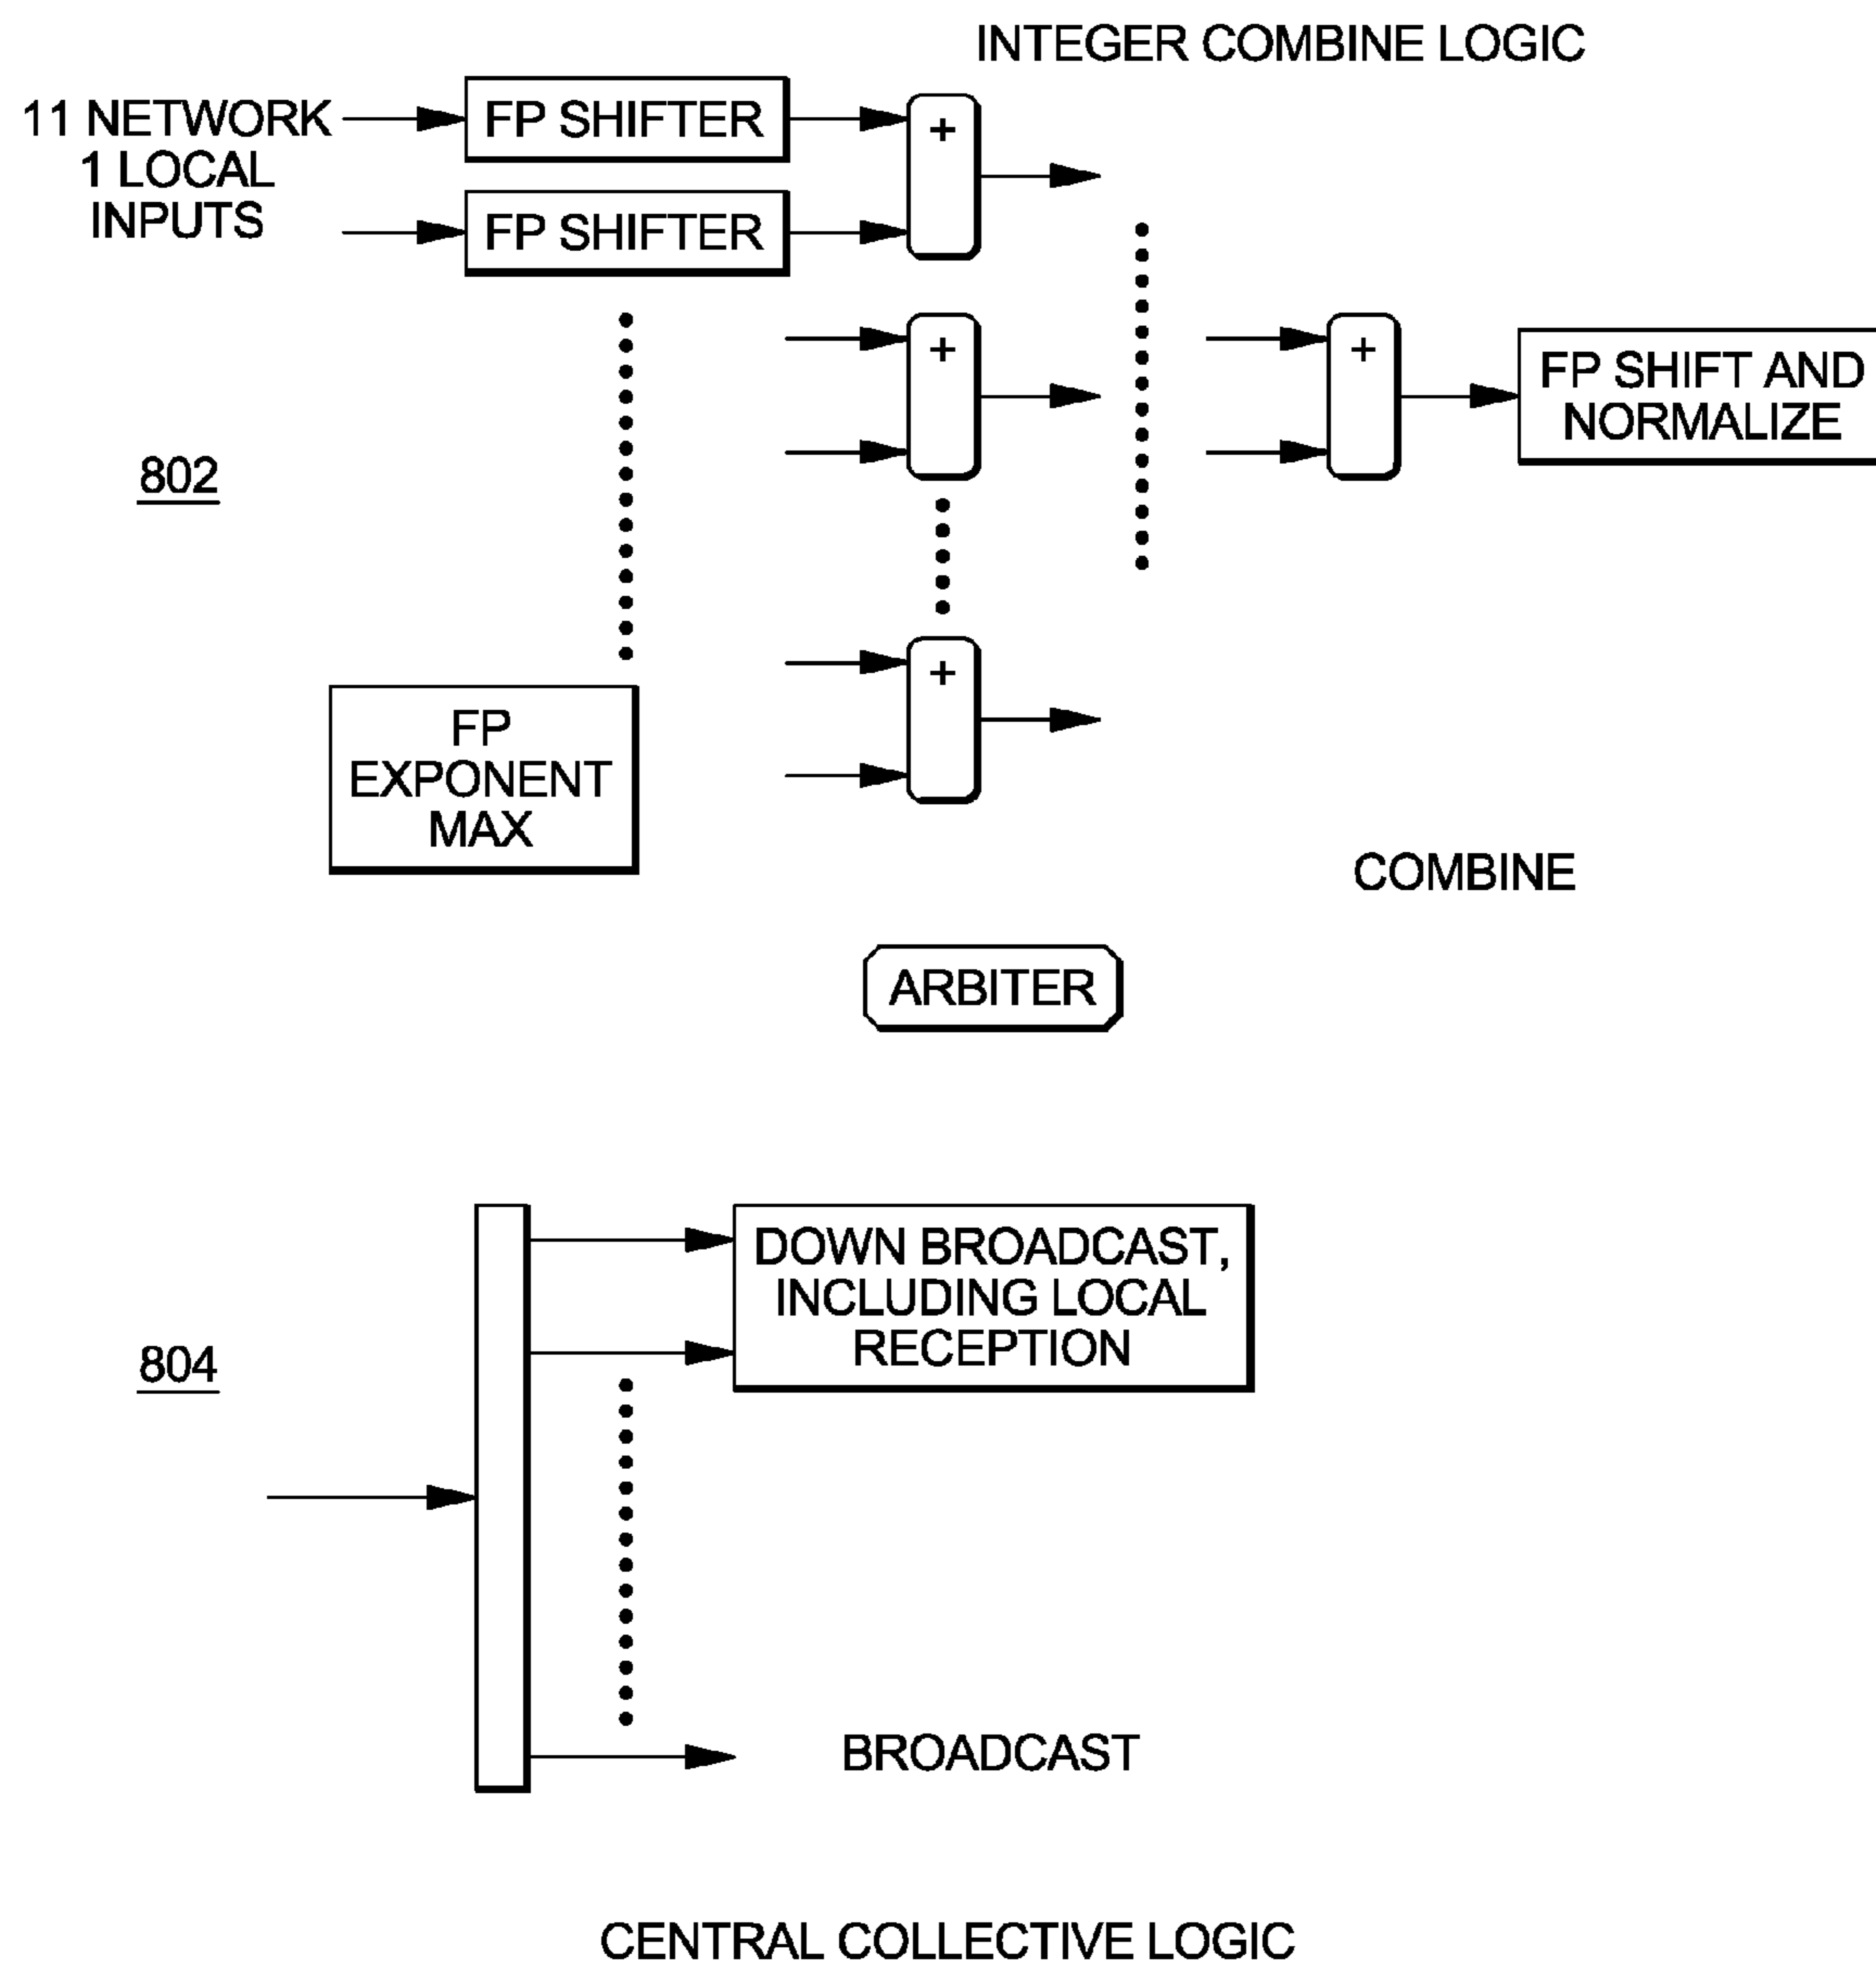 INTEGER COMBINE LOGIC
11 NETWORK
1 LOCAL
INPUTS
FP SHIFTER
+
FP SHIFTER
+
+
FP SHIFT AND
NORMALIZE
802
+
FP
EXPONENT
MAX
COMBINE
ARBITER
DOWN BROADCAST,
INCLUDING LOCAL
RECEPTION
804
BROADCAST
CENTRAL COLLECTIVE LOGIC